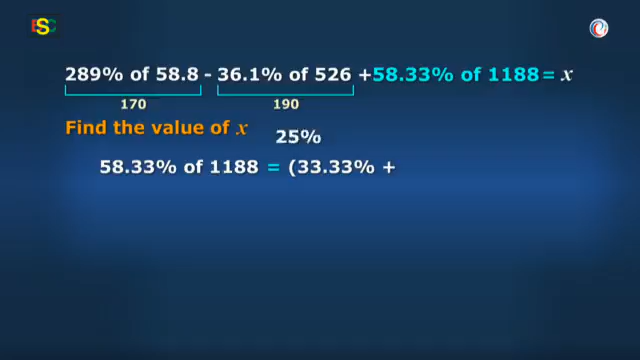 ESC
289% of 58.8 - 36.1% of 526 + 58.33% of 1188 = x
170 190
Find the value of x
25%
58.33% of 1188 = (33.33% +